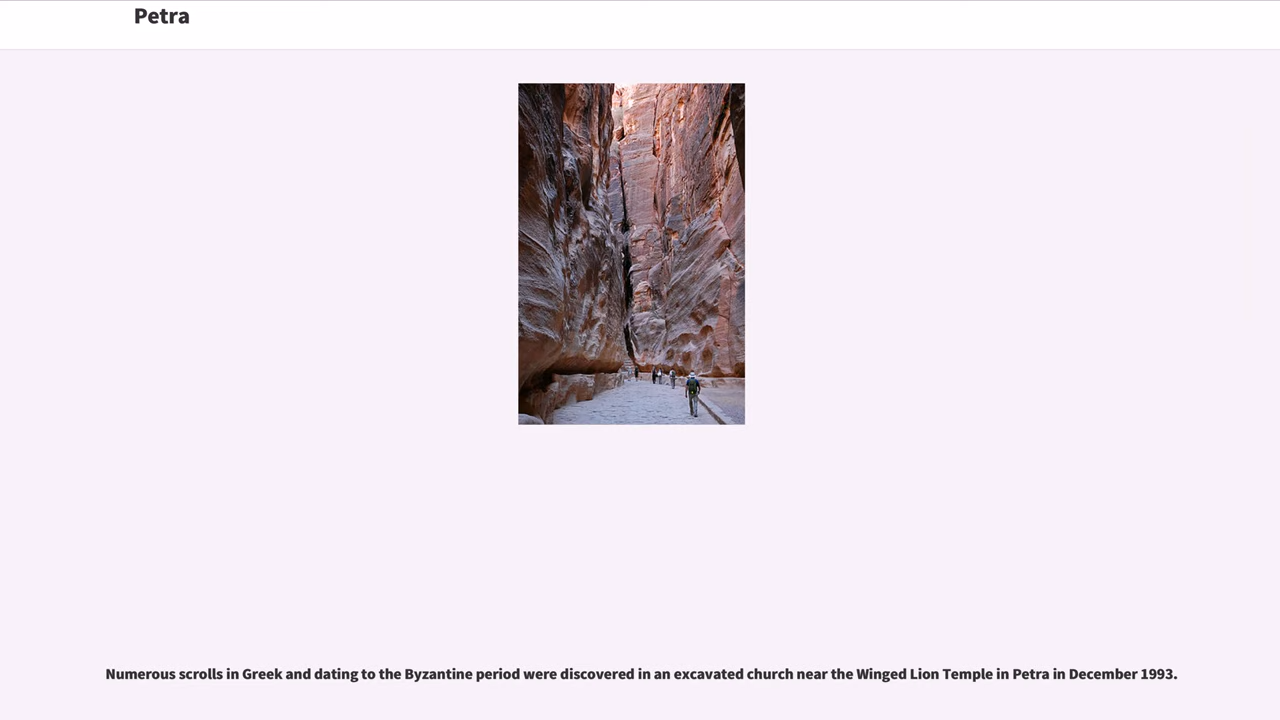 Petra
Numerous scrolls in Greek and dating to the Byzantine period were discovered in an excavated church near the Winged Lion Temple in Petra in December 1993.